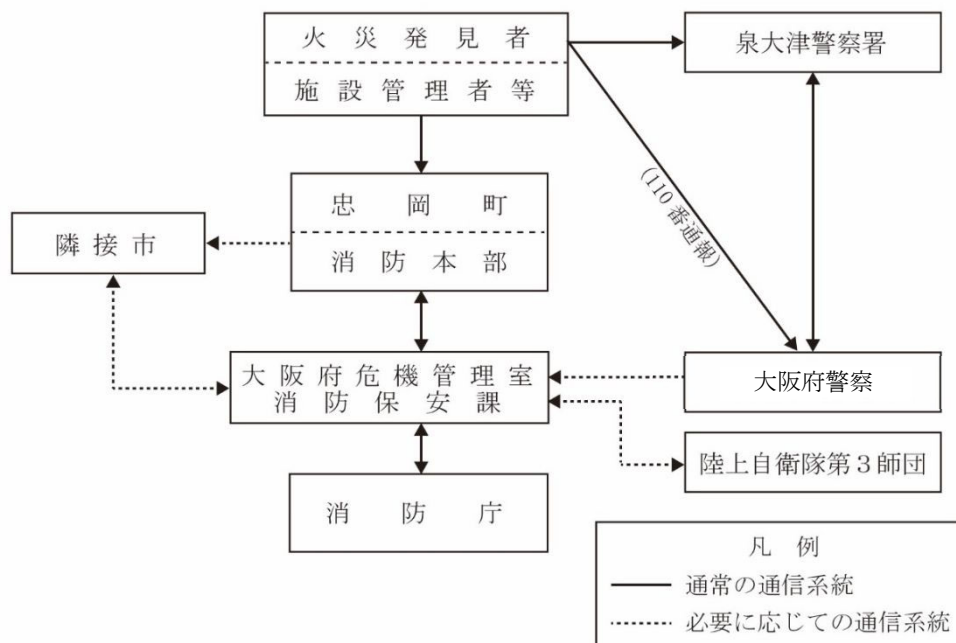 火災発見者
施設管理者等
泉大津警察署
(110番通報)
忠岡町
消防本部
隣接市
大阪府危機管理室
消防保安課
大阪府警察
陸上自衛隊第３師団
消防庁
凡例
通常の通信系統
必要に応じての通信系統